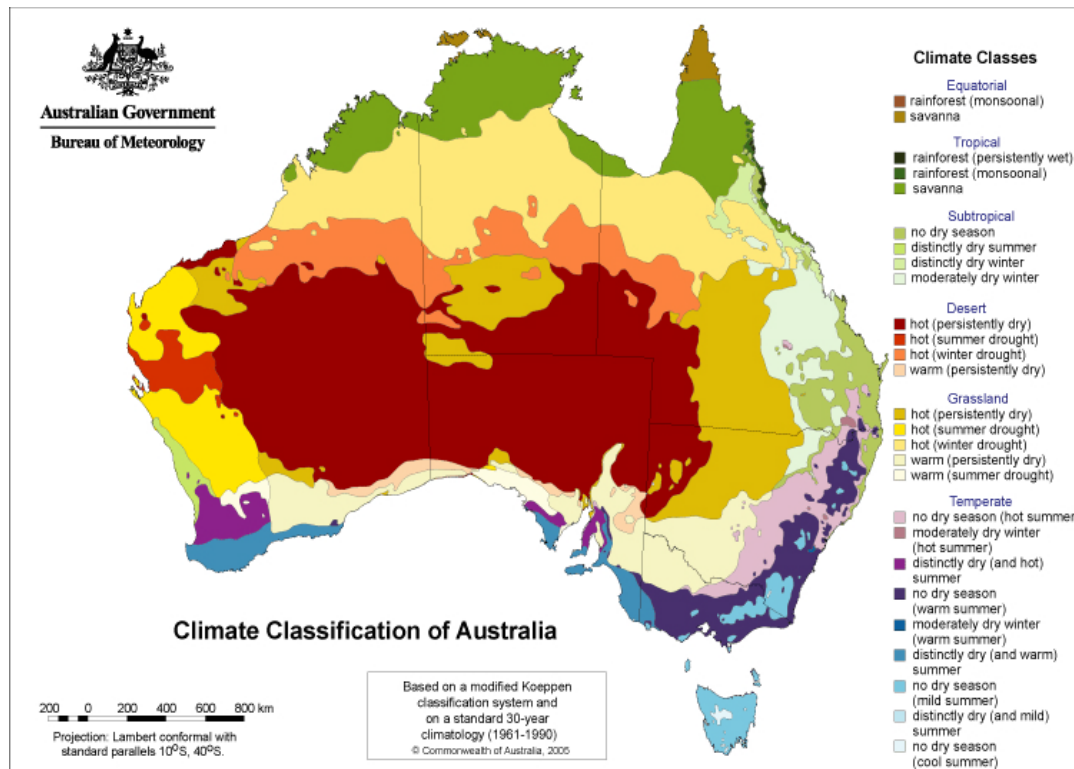 Australian Government
Bureau of Meteorology
Climate Classes
Equatorial
rainforest (monsoonal)
savanna
Tropical
rainforest (persistently wet)
rainforest (monsoonal)
savanna
Subtropical
no dry season
distinctly dry summer
distinctly dry winter
moderately dry winter
Desert
hot (persistently dry)
hot (summer drought)
hot (winter drought)
warm (persistently dry)
Grassland
hot (persistently dry)
hot (summer drought)
hot (winter drought)
warm (persistently dry)
warm (summer drought)
Temperate
no dry season (hot summer
moderately dry winter
(hot summer)
distinctly dry (and hot)
summer
no dry season
(warm summer)
moderately dry winter
(warm summer)
distinctly dry (and warm)
summer
no dry season
(mild summer)
distinctly dry (and mild)
summer
no dry season
(cool summer)
Climate Classification of Australia
Based on a modified Koeppen
classification system and
on a standard 30-year
climatology (1961-1990)
© Commonwealth of Australia, 2005
200 0 200 400 600 800 km
Projection: Lambert conformal with
standard parallels 10°S, 40°S.